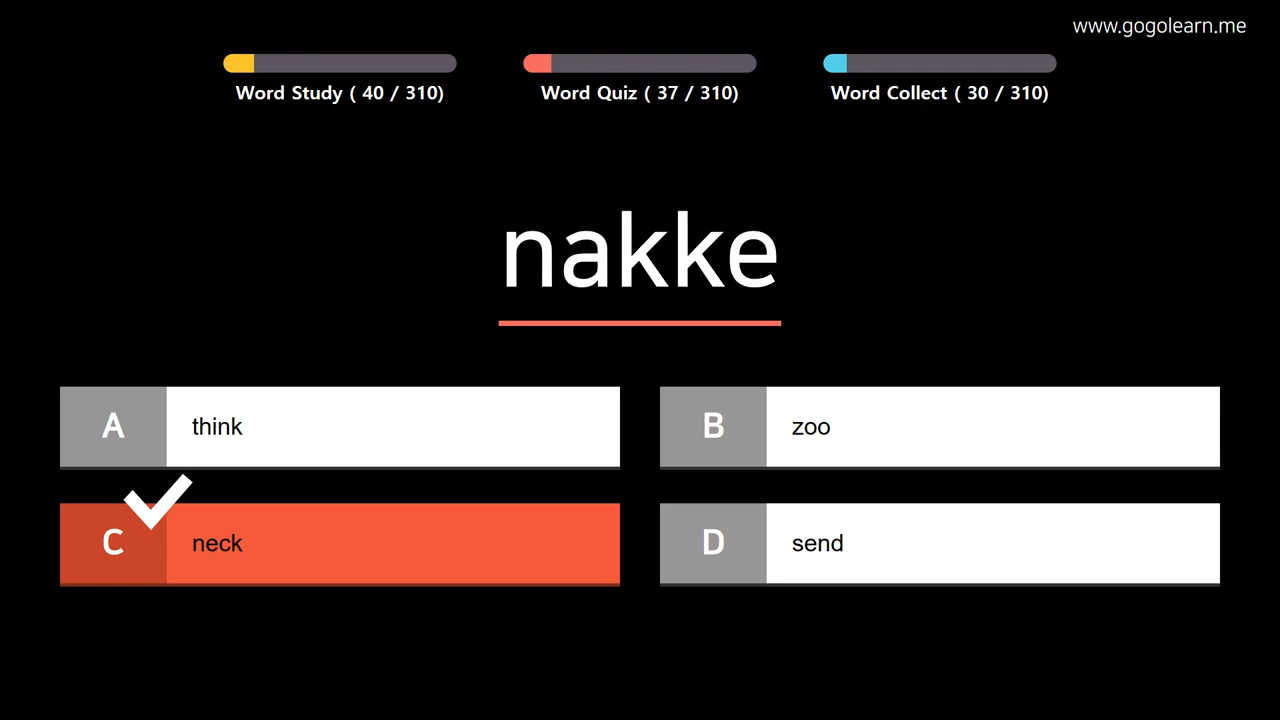 www.gogolearn.me
Word Study ( 40 / 310)
Word Quiz ( 37 / 310)
Word Collect ( 30 / 310)
nakke
A think
B zoo
C neck
D send